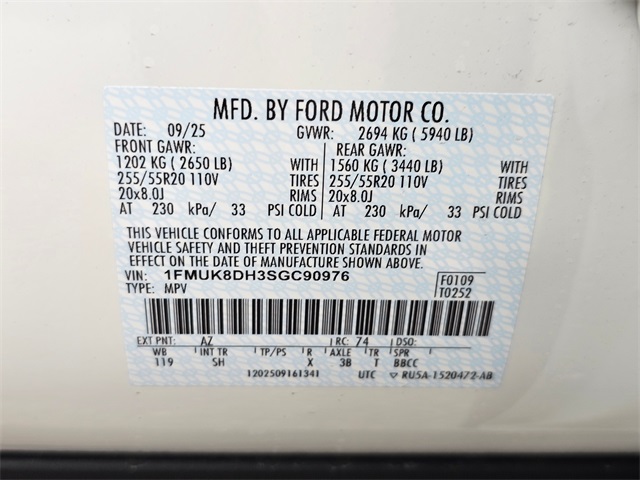 MFD. BY FORD MOTOR CO.
DATE: 09/25 GVWR: 2694 KG ( 5940 LB)
FRONT GAWR: REAR GAWR:
1202 KG ( 2650 LB) WITH 1560 KG ( 3440 LB) WITH
255/55R20 110V TIRES 255/55R20 110V TIRES
20x8.0J RIMS 20x8.0J RIMS
AT 230 kPa/ 33 PSI COLD AT 230 kPa/ 33 PSI COLD
THIS VEHICLE CONFORMS TO ALL APPLICABLE FEDERAL MOTOR
VEHICLE SAFETY AND THEFT PREVENTION STANDARDS IN
EFFECT ON THE DATE OF MANUFACTURE SHOWN ABOVE.
VIN: 1FMUK8DH3SGC90976 F0109
TYPE: MPV T0252
EXT PNT: AZ RC: 74 DSO:
WB INT TR TP/PS R AXLE TR SPR
119 SH X 3B T BBCC
1202509161341 UTC ▽ RU5A-1520472-AB